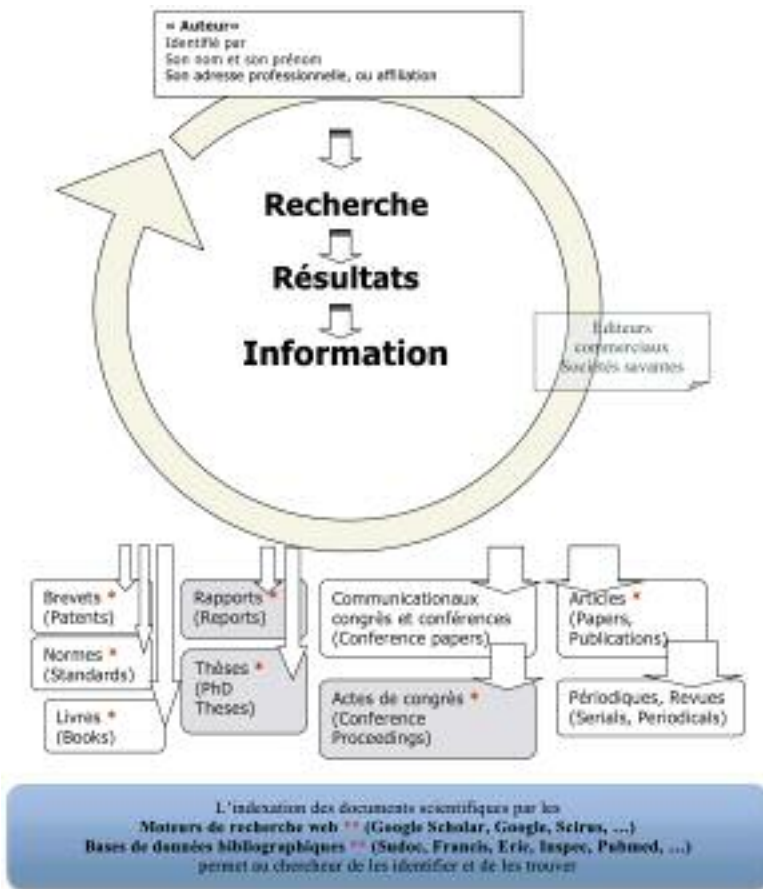 « Auteur»
Identifié par
Son nom et son prénom
Son adresse professionnelle, ou affiliation
Recherche
Résultats
Information
Editeurs
commerciaux
Sociétés savantes
Brevets *
(Patents)
Normes *
(Standards)
Livres *
(Books)
Rapports *
(Reports)
Thèses *
(PhD
Theses)
Communicationaux
congrès et conférences
(Conference papers)
Actes de congrès *
(Conference
Proceedings)
Articles *
(Papers,
Publications)
Périodiques, Revues
(Serials, Periodicals)
L'indexation des documents scientifiques par les
Moteurs de recherche web ** (Google Scholar, Google, Scirus, …)
Bases de données bibliographiques ** (Sudoc, Francis, Eric, Inspec, Pubmed, …)
permet au chercheur de les identifier et de les trouver